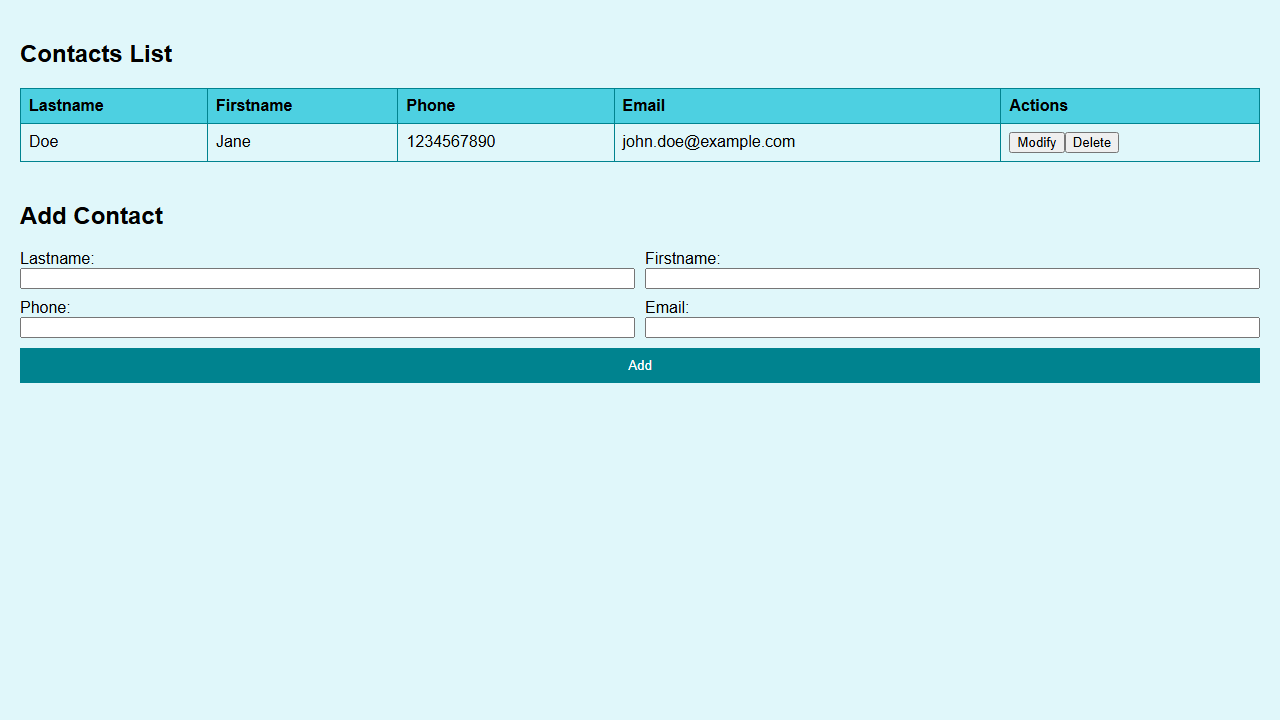 Contacts List
Lastname Firstname Phone Email Actions
Doe Jane 1234567890 john.doe@example.com Modify Delete
Add Contact
Lastname: Firstname:
Phone: Email:
Add